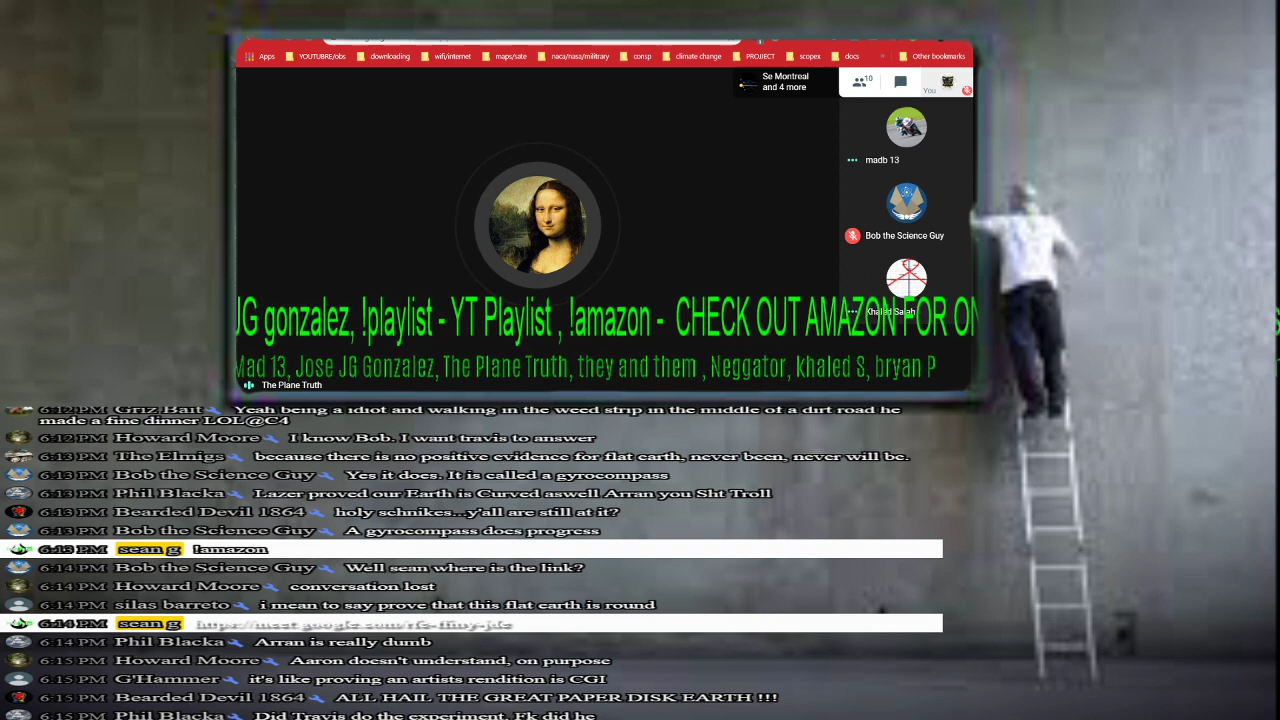 Apps YOUTUBRE/obs downloading wifi/internet maps/sate naca/nasa/militrary consp climate change PROJJECT scopex docs Other bookmarks
Se Montreal
and 4 more
10
You
madb 13
Bob the Science Guy
Khaled Salah
JG gonzalez, !playlist - YT Playlist , !amazon - CHECK OUT AMAZON FOR ON
Mad 13, Jose JG Gonzalez, The Plane Truth, they and them , Neggator, khaled S, bryan P
The Plane Truth
6:12 PM Griz Bait Yeah being a idiot and walking in the weed strip in the middle of a dirt road he
made a fine dinner LOL@C4
6:12 PM Howard Moore I know Bob. I want travis to answer
6:13 PM The Elmigs because there is no positive evidence for flat earth, never been, never will be.
6:13 PM Bob the Science Guy Yes it does. It is called a gyrocompass
6:13 PM Phil Blacka Lazer proved our Earth is Curved aswell Arran you Sht Troll
6:13 PM Bearded Devil 1864 holy schnikes...y'all are still at it?
6:13 PM Bob the Science Guy A gyrocompass does progress
6:13 PM sean g !amazon
6:14 PM Bob the Science Guy Well sean where is the link?
6:14 PM Howard Moore conversation lost
6:14 PM silas barreto i mean to say prove that this flat earth is round
6:14 PM sean g
6:14 PM Phil Blacka Arran is really dumb
6:15 PM Howard Moore Aaron doesn't understand, on purpose
6:15 PM G'Hammer it's like proving an artists rendition is CGI
6:15 PM Bearded Devil 1864 ALL HAIL THE GREAT PAPER DISK EARTH !!!
6:15 PM Phil Blacka Did Travis do the experiment. Fk did he